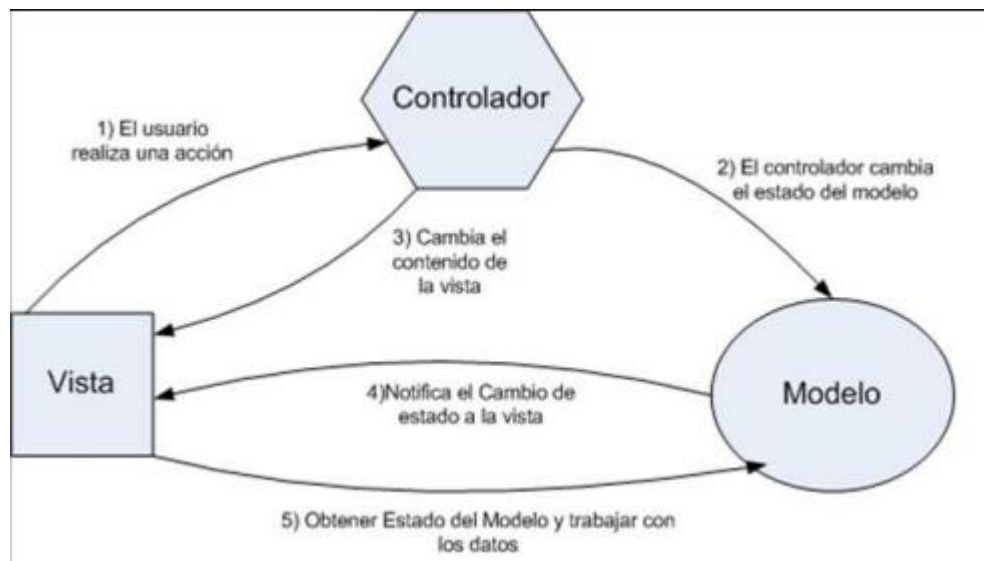 Controlador
1) El usuario
realiza una acción
2) El controlador cambia
el estado del modelo
3) Cambia el
contenido de
la vista
Vista
4)Notifica el Cambio de
estado a la vista
Modelo
5) Obtener Estado del Modelo y trabajar con
los datos